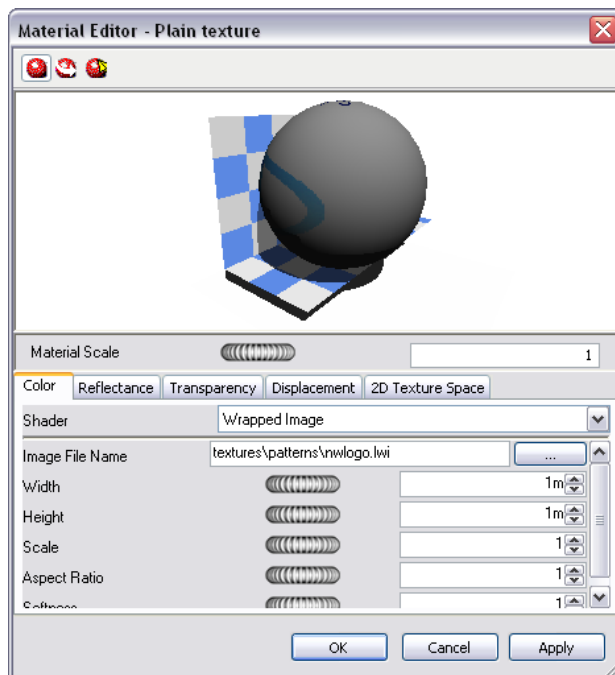 Material Editor - Plain texture
Material Scale 1
Color Reflectance Transparency Displacement 2D Texture Space
Shader Wrapped Image
Image File Name textures\patterns\nwlogo.lwi ...
Width 1m
Height 1m
Scale 1
Aspect Ratio 1
Softness 1
OK Cancel Apply